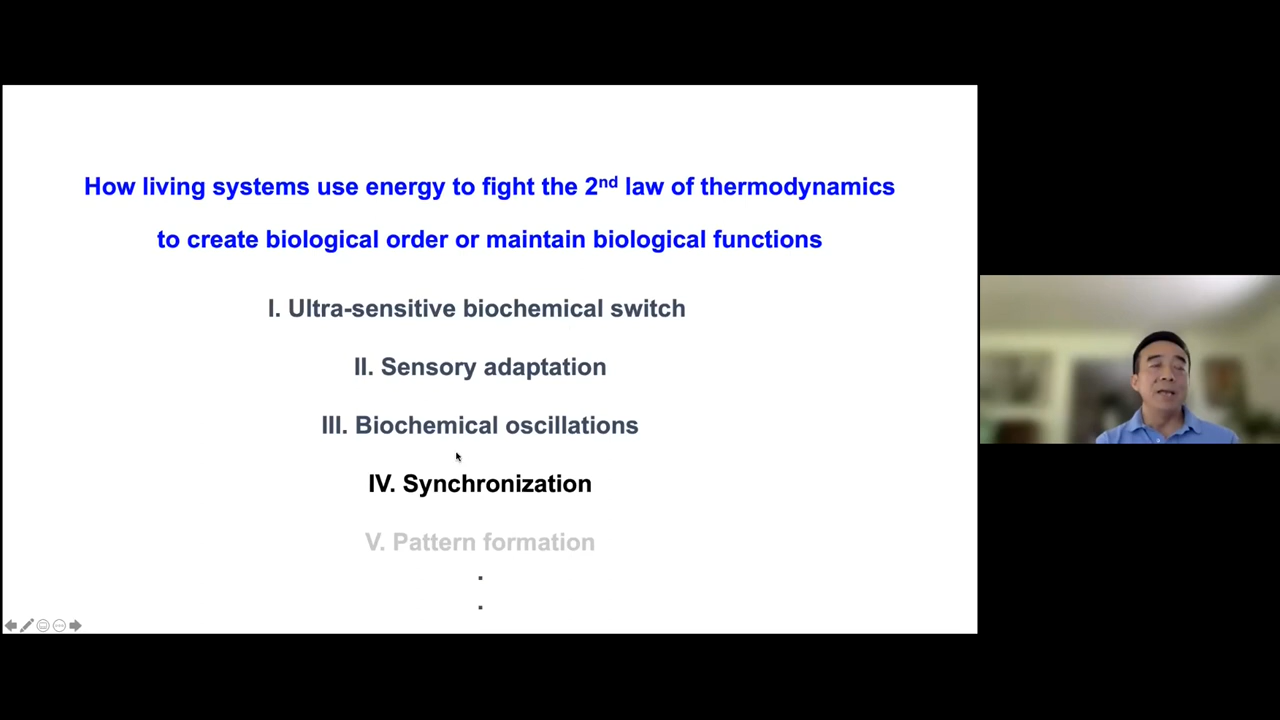 How living systems use energy to fight the 2nd law of thermodynamics
to create biological order or maintain biological functions
I. Ultra-sensitive biochemical switch
II. Sensory adaptation
III. Biochemical oscillations
IV. Synchronization
V. Pattern formation
.
.